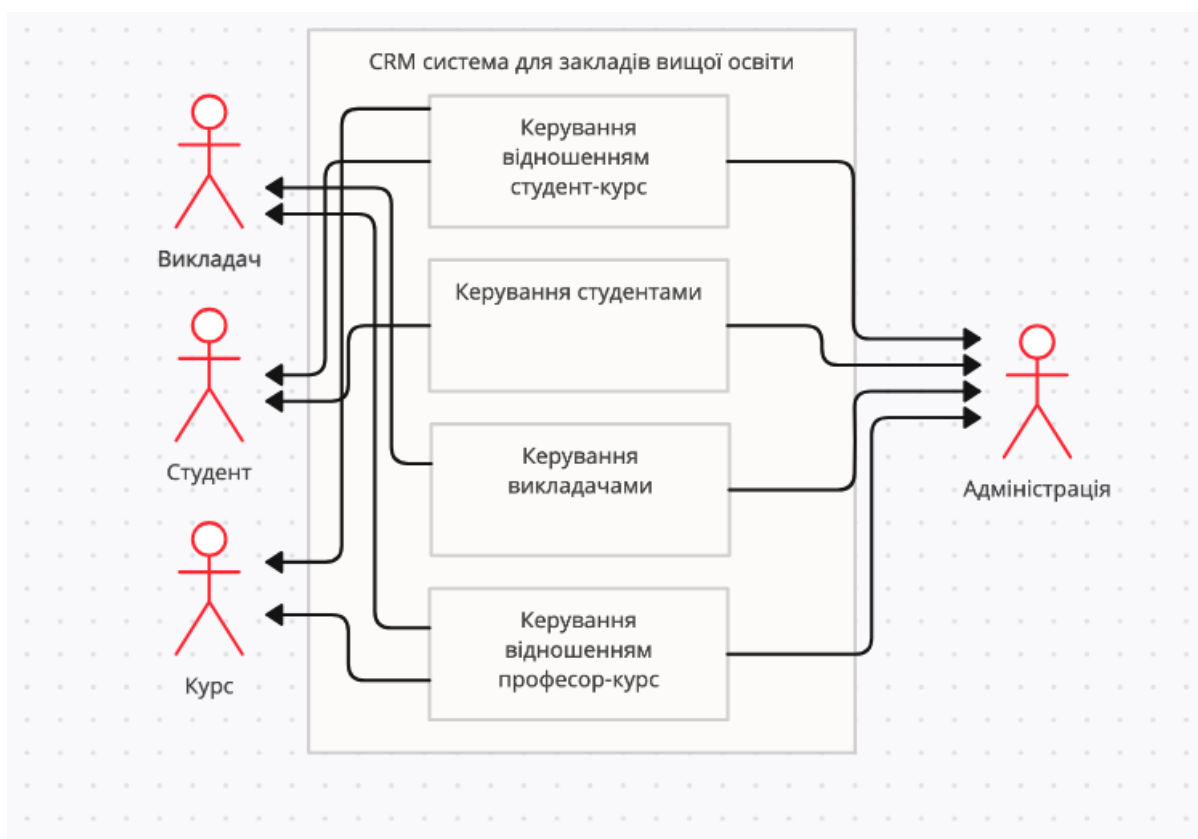 CRM система для закладів вищої освіти
Керування
відношенням
студент-курс
Викладач
Керування студентами
Студент
Керування
викладачами
Адміністрація
Керування
відношенням
професор-курс
Курс